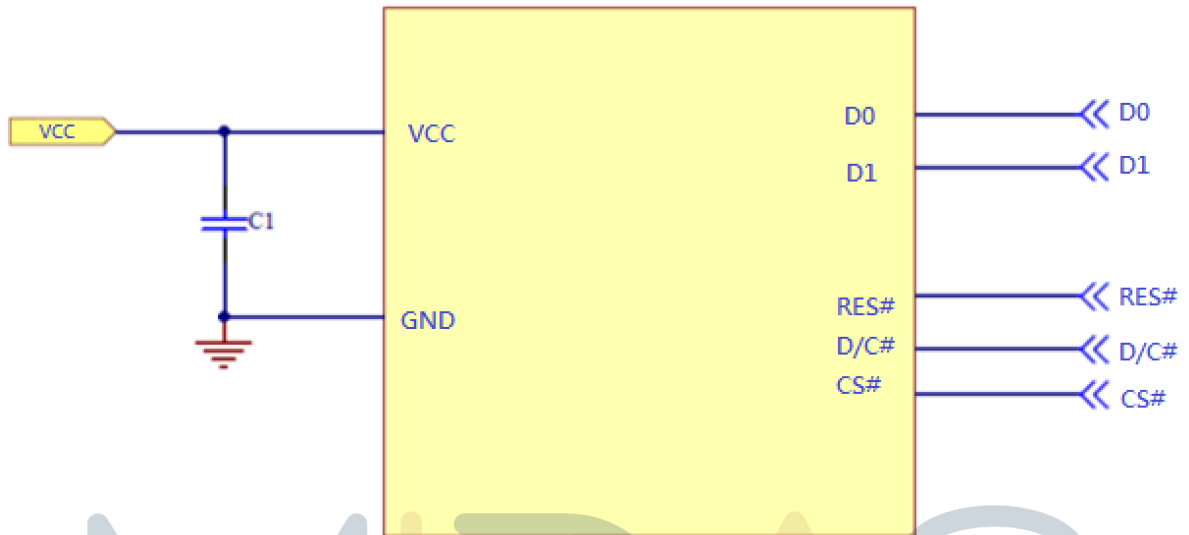 VCC
VCC
C1
GND
D0
D1
RES#
D/C#
CS#
D0
D1
RES#
D/C#
CS#